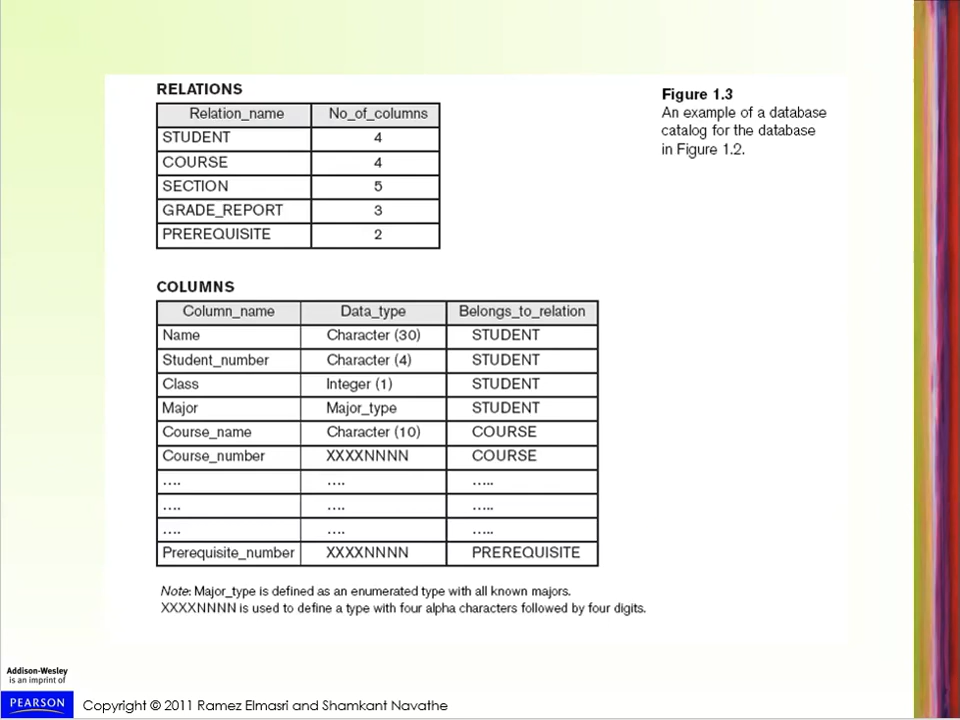 RELATIONS
Relation_name No_of_columns
STUDENT 4
COURSE 4
SECTION 5
GRADE_REPORT 3
PREREQUISITE 2
Figure 1.3
An example of a database
catalog for the database
in Figure 1.2.
COLUMNS
Column_name Data_type Belongs_to_relation
Name Character (30) STUDENT
Student_number Character (4) STUDENT
Class Integer (1) STUDENT
Major Major_type STUDENT
Course_name Character (10) COURSE
Course_number XXXXNNNN COURSE
.... .... .....
.... .... .....
.... .... .....
Prerequisite_number XXXXNNNN PREREQUISITE
Note: Major_type is defined as an enumerated type with all known majors.
XXXXNNNN is used to define a type with four alpha characters followed by four digits.
Addison-Wesley
is an imprint of
PEARSON
Copyright © 2011 Ramez Elmasri and Shamkant Navathe